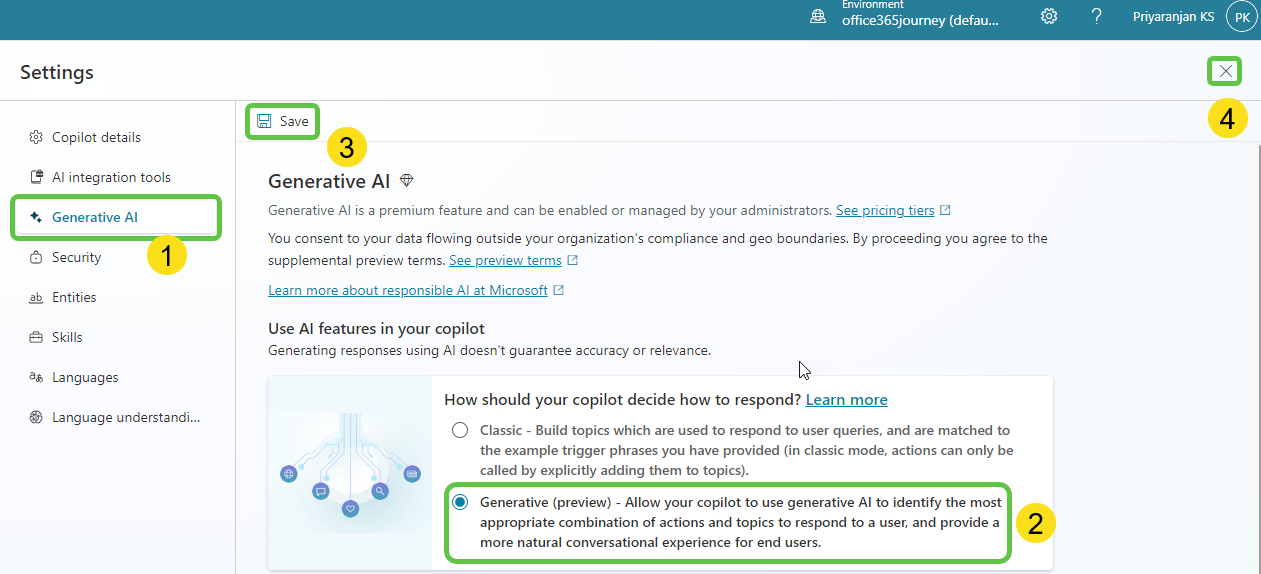 Environment
office365journey (defau...
?
Priyaranjan KS
PK
Settings
4
Copilot details
AI integration tools
Generative AI
1
Security
ab Entities
Skills
Languages
Language understandi...
Save
3
Generative AI
Generative AI is a premium feature and can be enabled or managed by your administrators. See pricing tiers
You consent to your data flowing outside your organization's compliance and geo boundaries. By proceeding you agree to the
supplemental preview terms. See preview terms
Learn more about responsible AI at Microsoft
Use AI features in your copilot
Generating responses using AI doesn't guarantee accuracy or relevance.
How should your copilot decide how to respond? Learn more
Classic - Build topics which are used to respond to user queries, and are matched to
the example trigger phrases you have provided (in classic mode, actions can only be
called by explicitly adding them to topics).
Generative (preview) - Allow your copilot to use generative AI to identify the most
appropriate combination of actions and topics to respond to a user, and provide a
more natural conversational experience for end users.
2